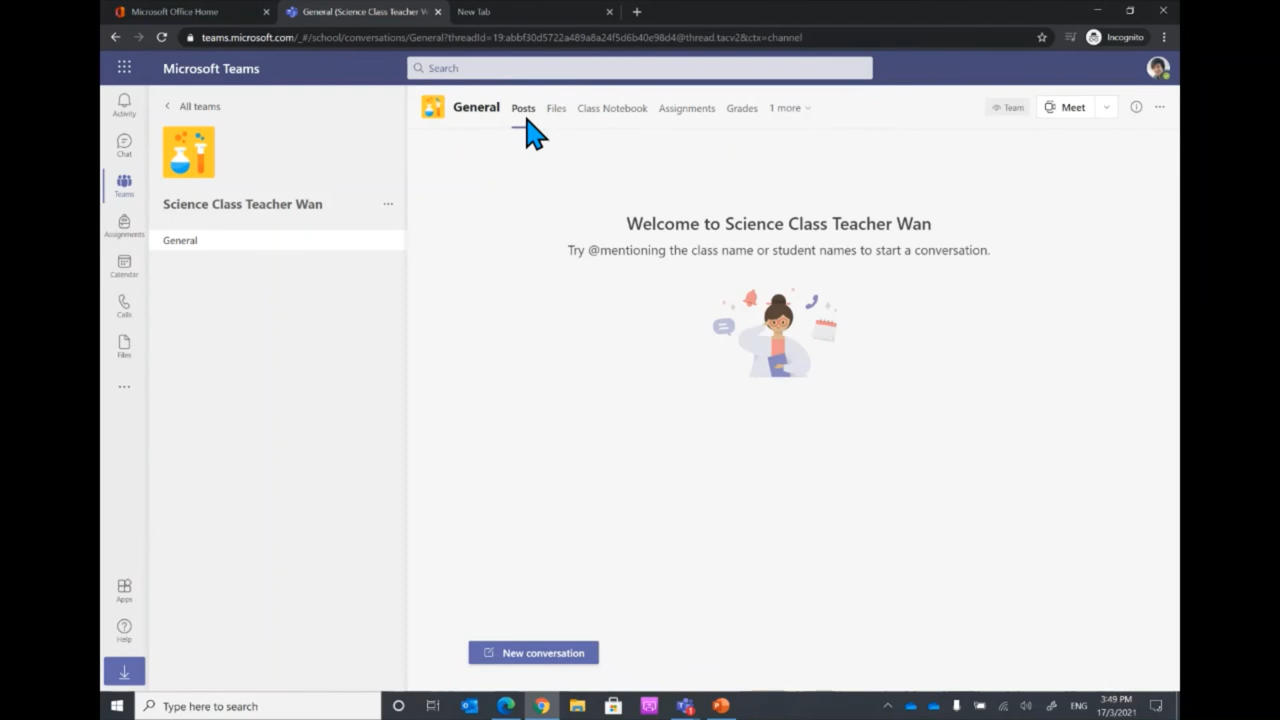 Microsoft Office Home
General (Science Class Teacher W
New Tab
teams.microsoft.com/_#/school/conversations/General?threadId=19:abbf30d5722a489a8a24f5d6b40e98d4@thread.tacv2&ctx=channel
Incognito
Microsoft Teams
Search
Activity
Chat
Teams
Assignments
Calendar
Calls
Files
Apps
Help
All teams
Science Class Teacher Wan
General
General Posts Files Class Notebook Assignments Grades 1 more
Team
Meet
Welcome to Science Class Teacher Wan
Try @mentioning the class name or student names to start a conversation.
New conversation
Type here to search
ENG
3:49 PM
17/3/2021